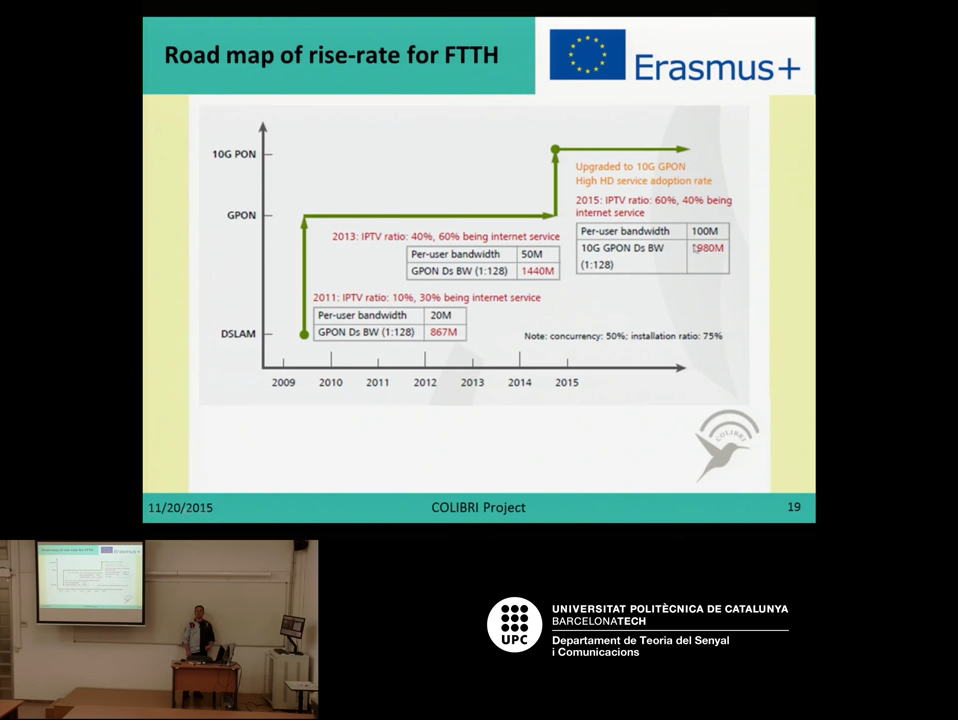 Road map of rise-rate for FTTH
Erasmus+
10G PON
GPON
DSLAM
Upgraded to 10G GPON
High HD service adoption rate
2015: IPTV ratio: 60%, 40% being
internet service
Per-user bandwidth 100M
10G GPON Ds BW 1980M
(1:128)
2013: IPTV ratio: 40%, 60% being internet service
Per-user bandwidth 50M
GPON Ds BW (1:128) 1440M
2011: IPTV ratio: 10%, 30% being internet service
Per-user bandwidth 20M
GPON Ds BW (1:128) 867M
Note: concurrency: 50%; installation ratio: 75%
2009 2010 2011 2012 2013 2014 2015
COLIBRI
11/20/2015 COLIBRI Project 19
UPC
UNIVERSITAT POLITÈCNICA DE CATALUNYA
BARCELONATECH
Departament de Teoria del Senyal
i Comunicacions